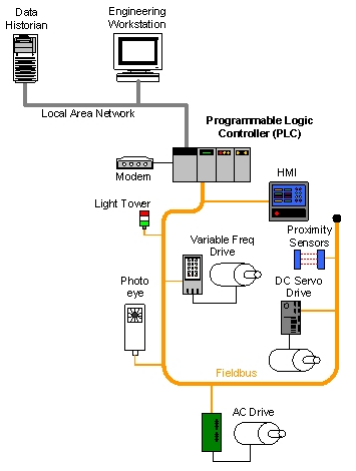 Data
Historian
Engineering
Workstation
Local Area Network
Programmable Logic
Controller (PLC)
Modem
HMI
Light Tower
Proximity
Sensors
Variable Freq
Drive
Photo
eye
DC Servo
Drive
Fieldbus
AC Drive